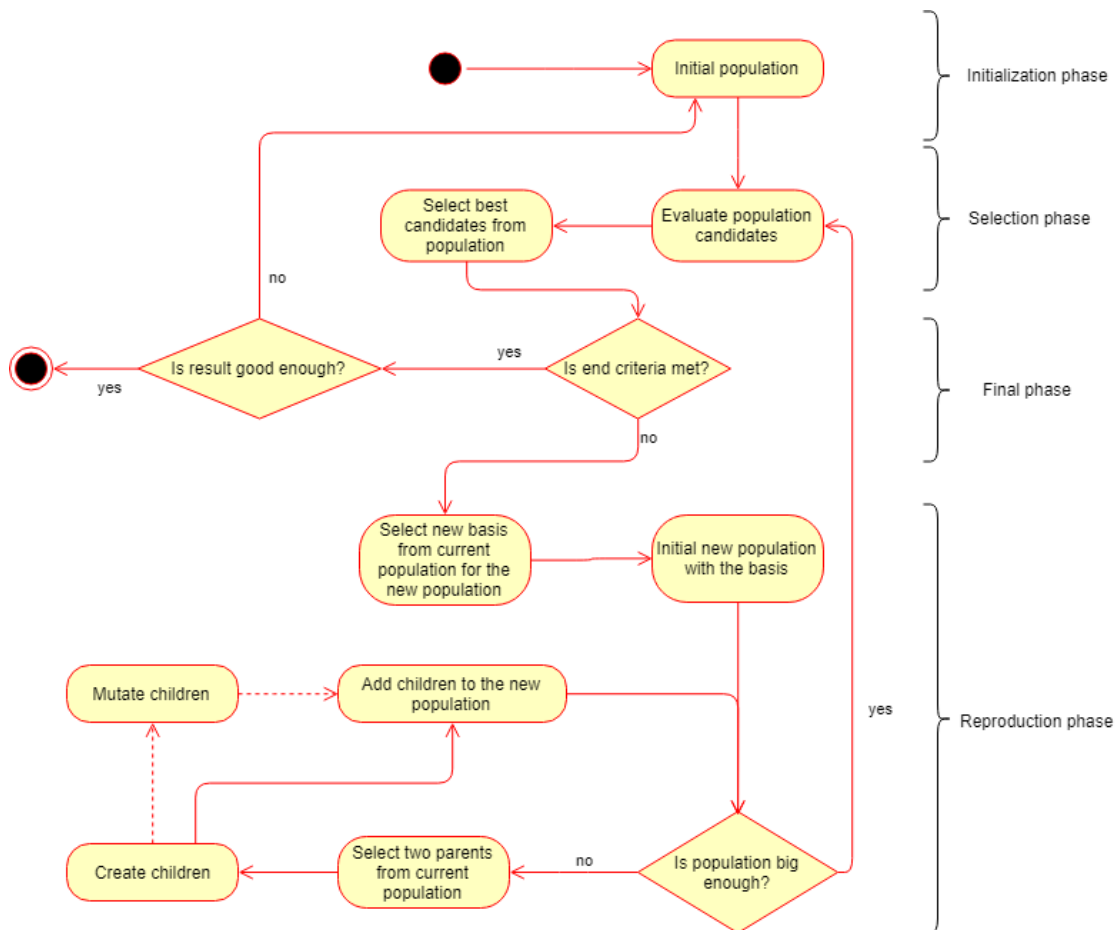 Initial population
Initialization phase
Select best
candidates from
population
Evaluate population
candidates
Selection phase
no
yes
Is result good enough?
yes
Is end criteria met?
Final phase
no
Select new basis
from current
population for the
new population
Initial new population
with the basis
Mutate children
Add children to the new
population
yes
Reproduction phase
Create children
Select two parents
from current
population
no
Is population big
enough?